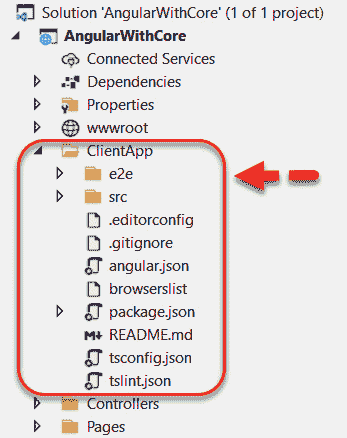 Solution 'AngularWithCore' (1 of 1 project)
AngularWithCore
Connected Services
Dependencies
Properties
wwwroot
ClientApp
e2e
src
.editorconfig
.gitignore
angular.json
browserslist
package.json
README.md
tsconfig.json
tslint.json
Controllers
Pages